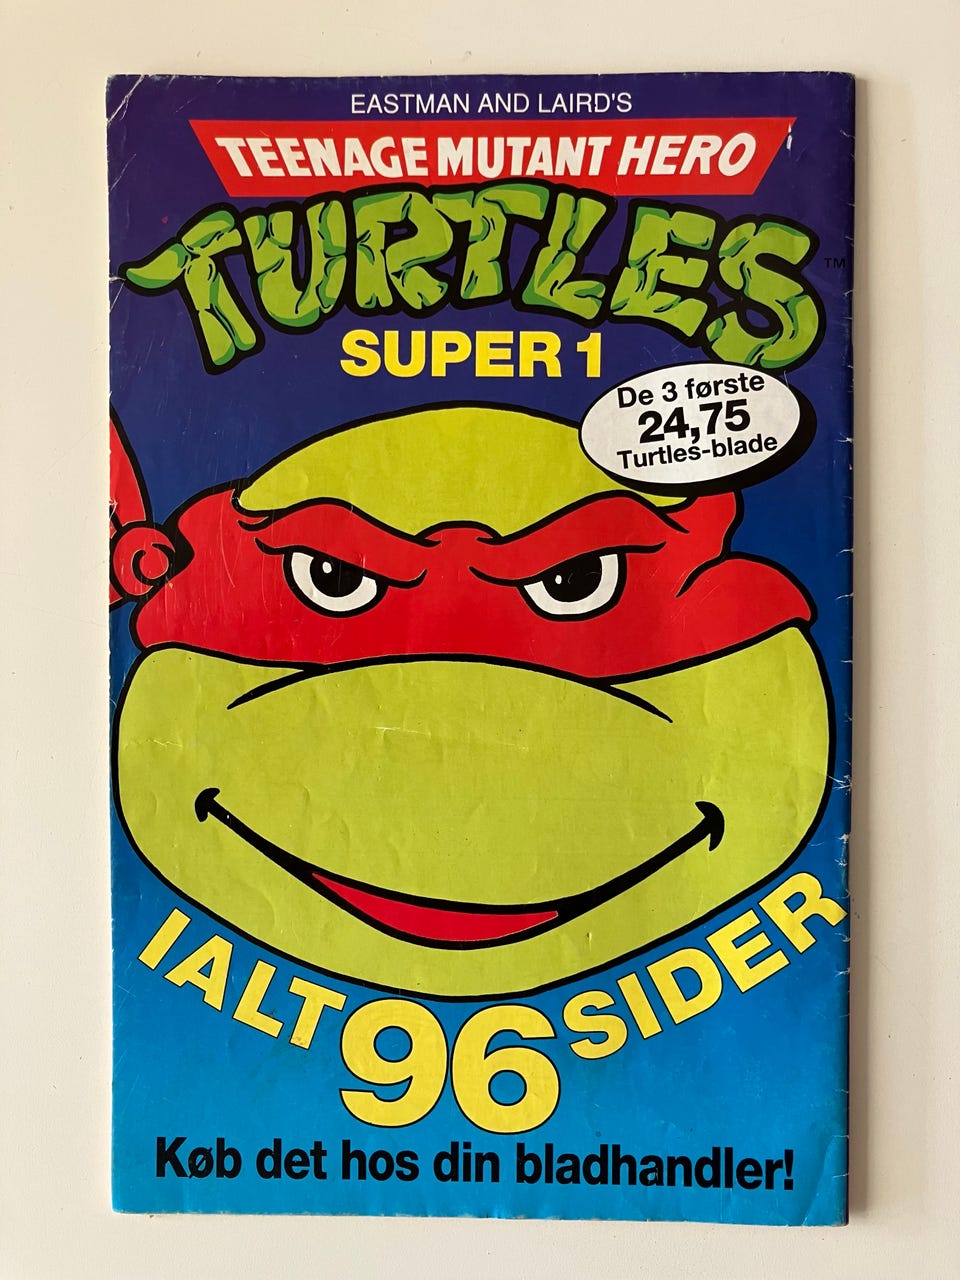 EASTMAN AND LAIRD'S
TEENAGE MUTANT HERO
TURTLES TM
SUPER 1
De 3 første
24,75
Turtles-blade
IALT 96 SIDER
Køb det hos din bladhandler!